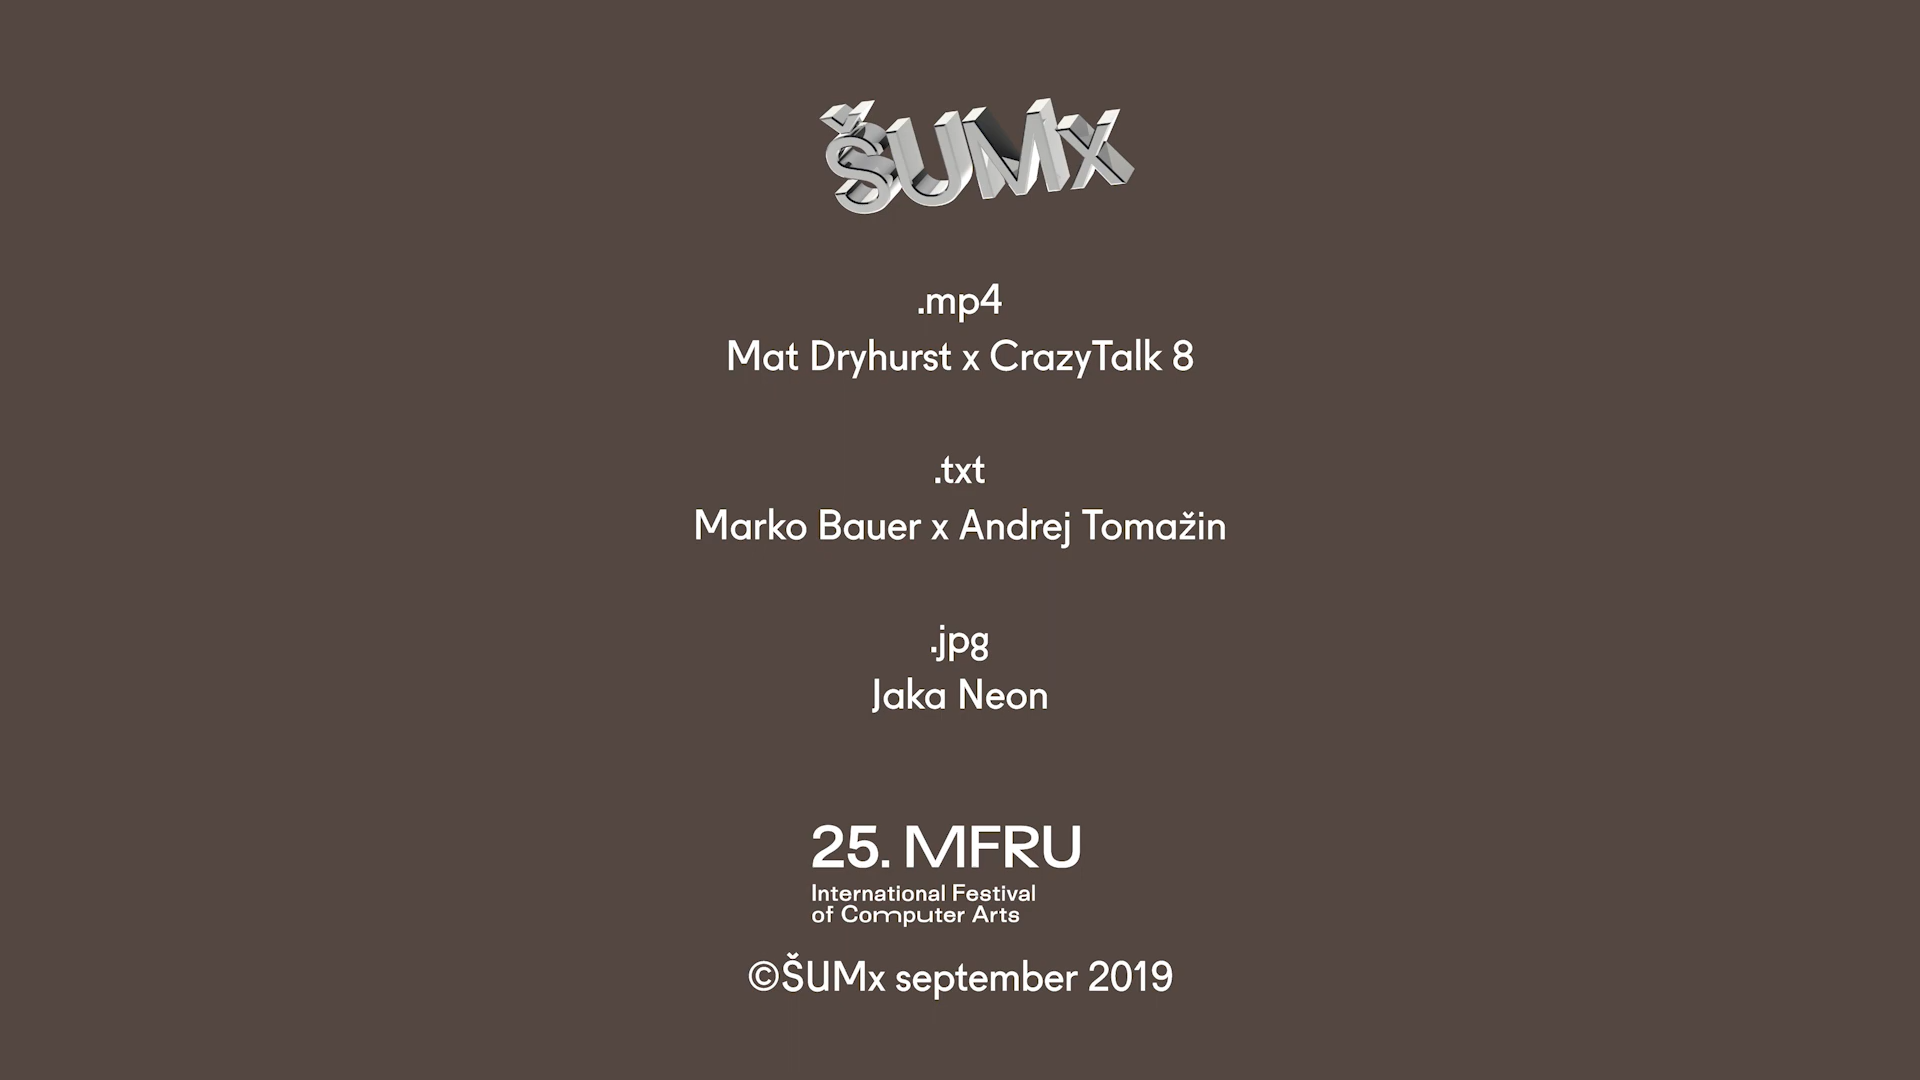 ŠUMx
.mp4
Mat Dryhurst x CrazyTalk 8
.txt
Marko Bauer x Andrej Tomažin
.jpg
Jaka Neon
25. MFRU
International Festival
of Computer Arts
©ŠUMx september 2019